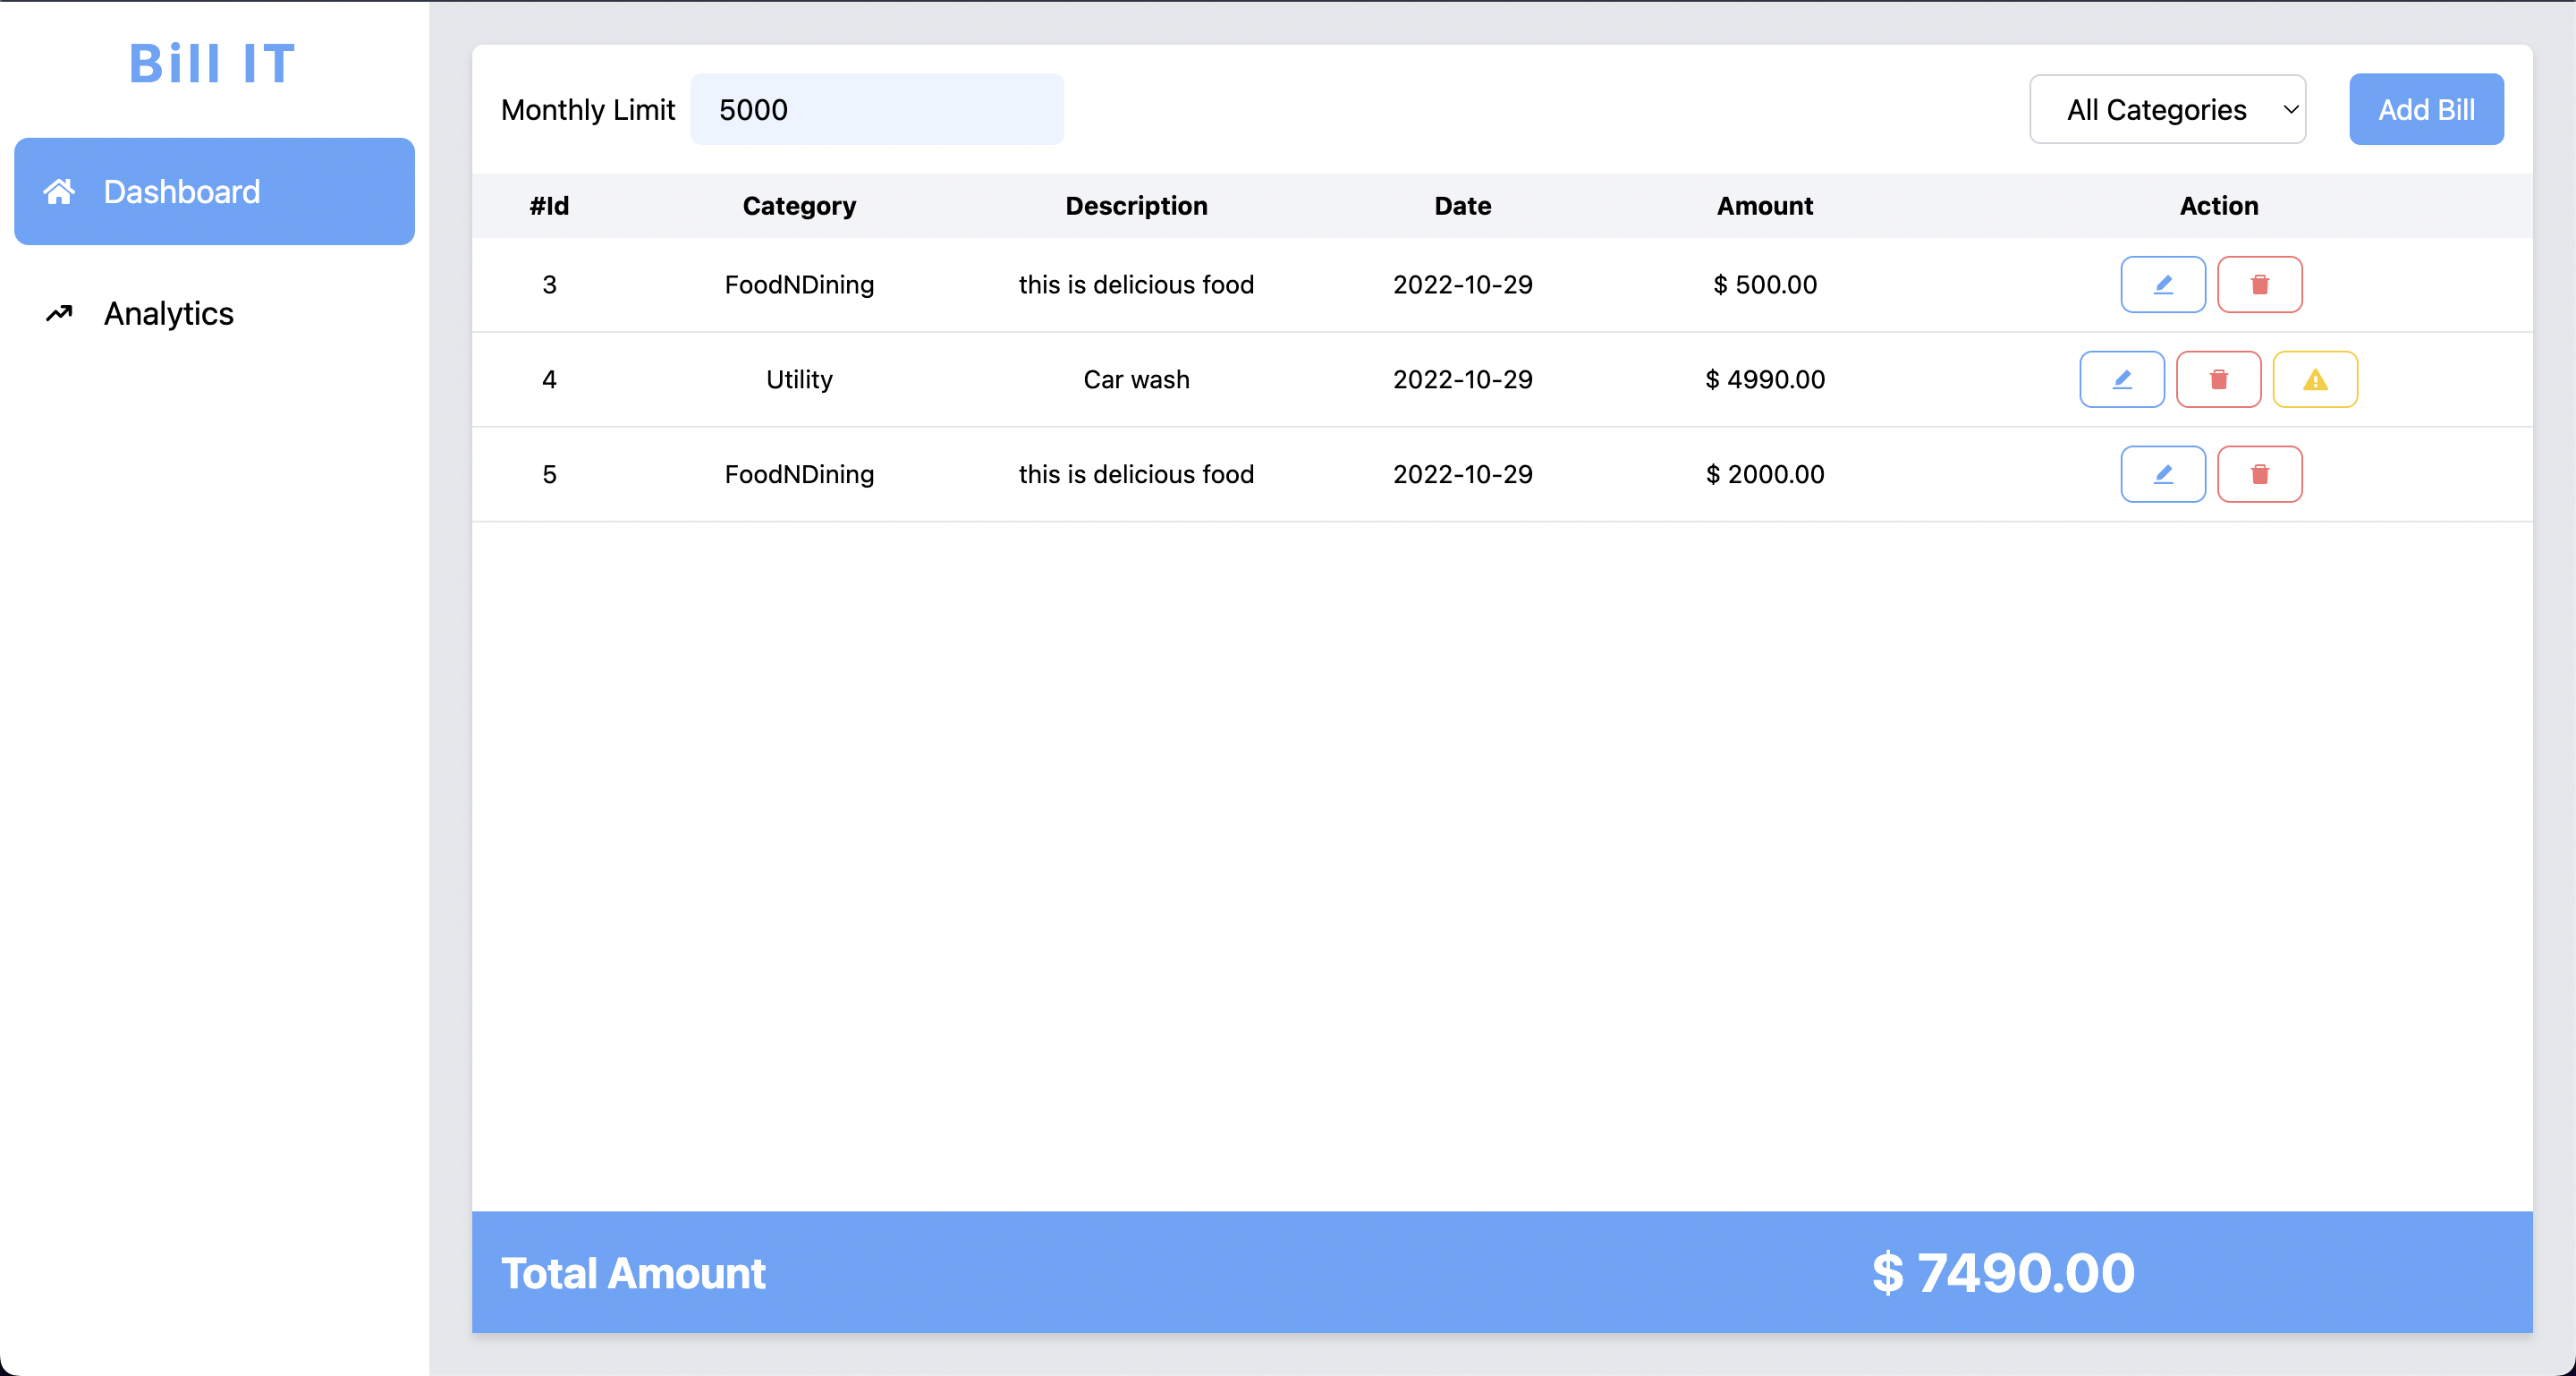 Bill IT
Dashboard
Analytics
Monthly Limit 5000 All Categories Add Bill
#Id Category Description Date Amount Action
3 FoodNDining this is delicious food 2022-10-29 $ 500.00
4 Utility Car wash 2022-10-29 $ 4990.00
5 FoodNDining this is delicious food 2022-10-29 $ 2000.00
Total Amount $ 7490.00